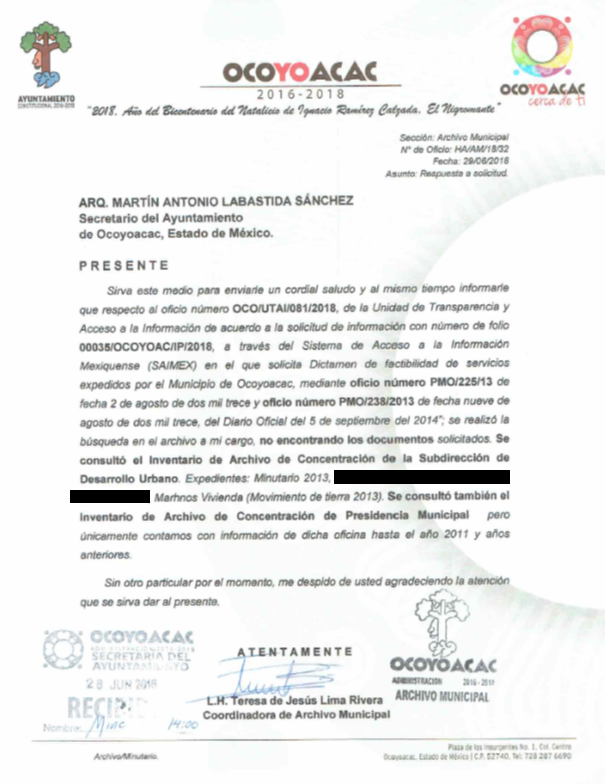 AYUNTAMIENTO
CONSTITUCIONAL 2016-2018
OCOYOACAC
2016-2018
OCOYOACAC
cerca de ti
"2018. Año del Bicentenario del Natalicio de Ignacio Ramírez Calzada. El Nigromante"
Sección: Archivo Municipal
N° de Oficio: HA/AM/18/32
Fecha: 29/06/2018
Asunto: Respuesta a solicitud.
ARQ. MARTÍN ANTONIO LABASTIDA SÁNCHEZ
Secretario del Ayuntamiento
de Ocoyoacac, Estado de México.
PRESENTE
Sirva este medio para enviarle un cordial saludo y al mismo tiempo informarle
que respecto al oficio número OCO/UTAI/081/2018, de la Unidad de Transparencia y
Acceso a la Información de acuerdo a la solicitud de información con número de folio
00035/OCOYOAC/IP/2018, a través del Sistema de Acceso a la Información
Mexiquense (SAIMEX) en el que solicita Dictamen de factibilidad de servicios
expedidos por el Municipio de Ocoyoacac, mediante oficio número PMO/225/13 de
fecha 2 de agosto de dos mil trece y oficio número PMO/238/2013 de fecha nueve de
agosto de dos mil trece, del Diario Oficial del 5 de septiembre del 2014"; se realizó la
búsqueda en el archivo a mi cargo, no encontrando los documentos solicitados. Se
consultó el Inventario de Archivo de Concentración de la Subdirección de
Desarrollo Urbano. Expedientes: Minutario 2013,
Marhnos Vivienda (Movimiento de tierra 2013). Se consultó también el
Inventario de Archivo de Concentración de Presidencia Municipal pero
únicamente contamos con información de dicha oficina hasta el año 2011 y años
anteriores.
Sin otro particular por el momento, me despido de usted agradeciendo la atención
que se sirva dar al presente.
OCOYOACAC
SECRETARIA DEL
AYUNTAMIENTO
28 JUN 2018
RECIBID
Nombre: 14:00
ATENTAMENTE
L.H. Teresa de Jesús Lima Rivera
Coordinadora de Archivo Municipal
OCOYOACAC
ADMINISTRACIÓN 2016-2018
ARCHIVO MUNICIPAL
Archivo/Minutario.
Plaza de los Insurgentes No. 1, Col. Centro
Ocoyoacac, Estado de México | C.P. 52740, Tel: 728 287 6690